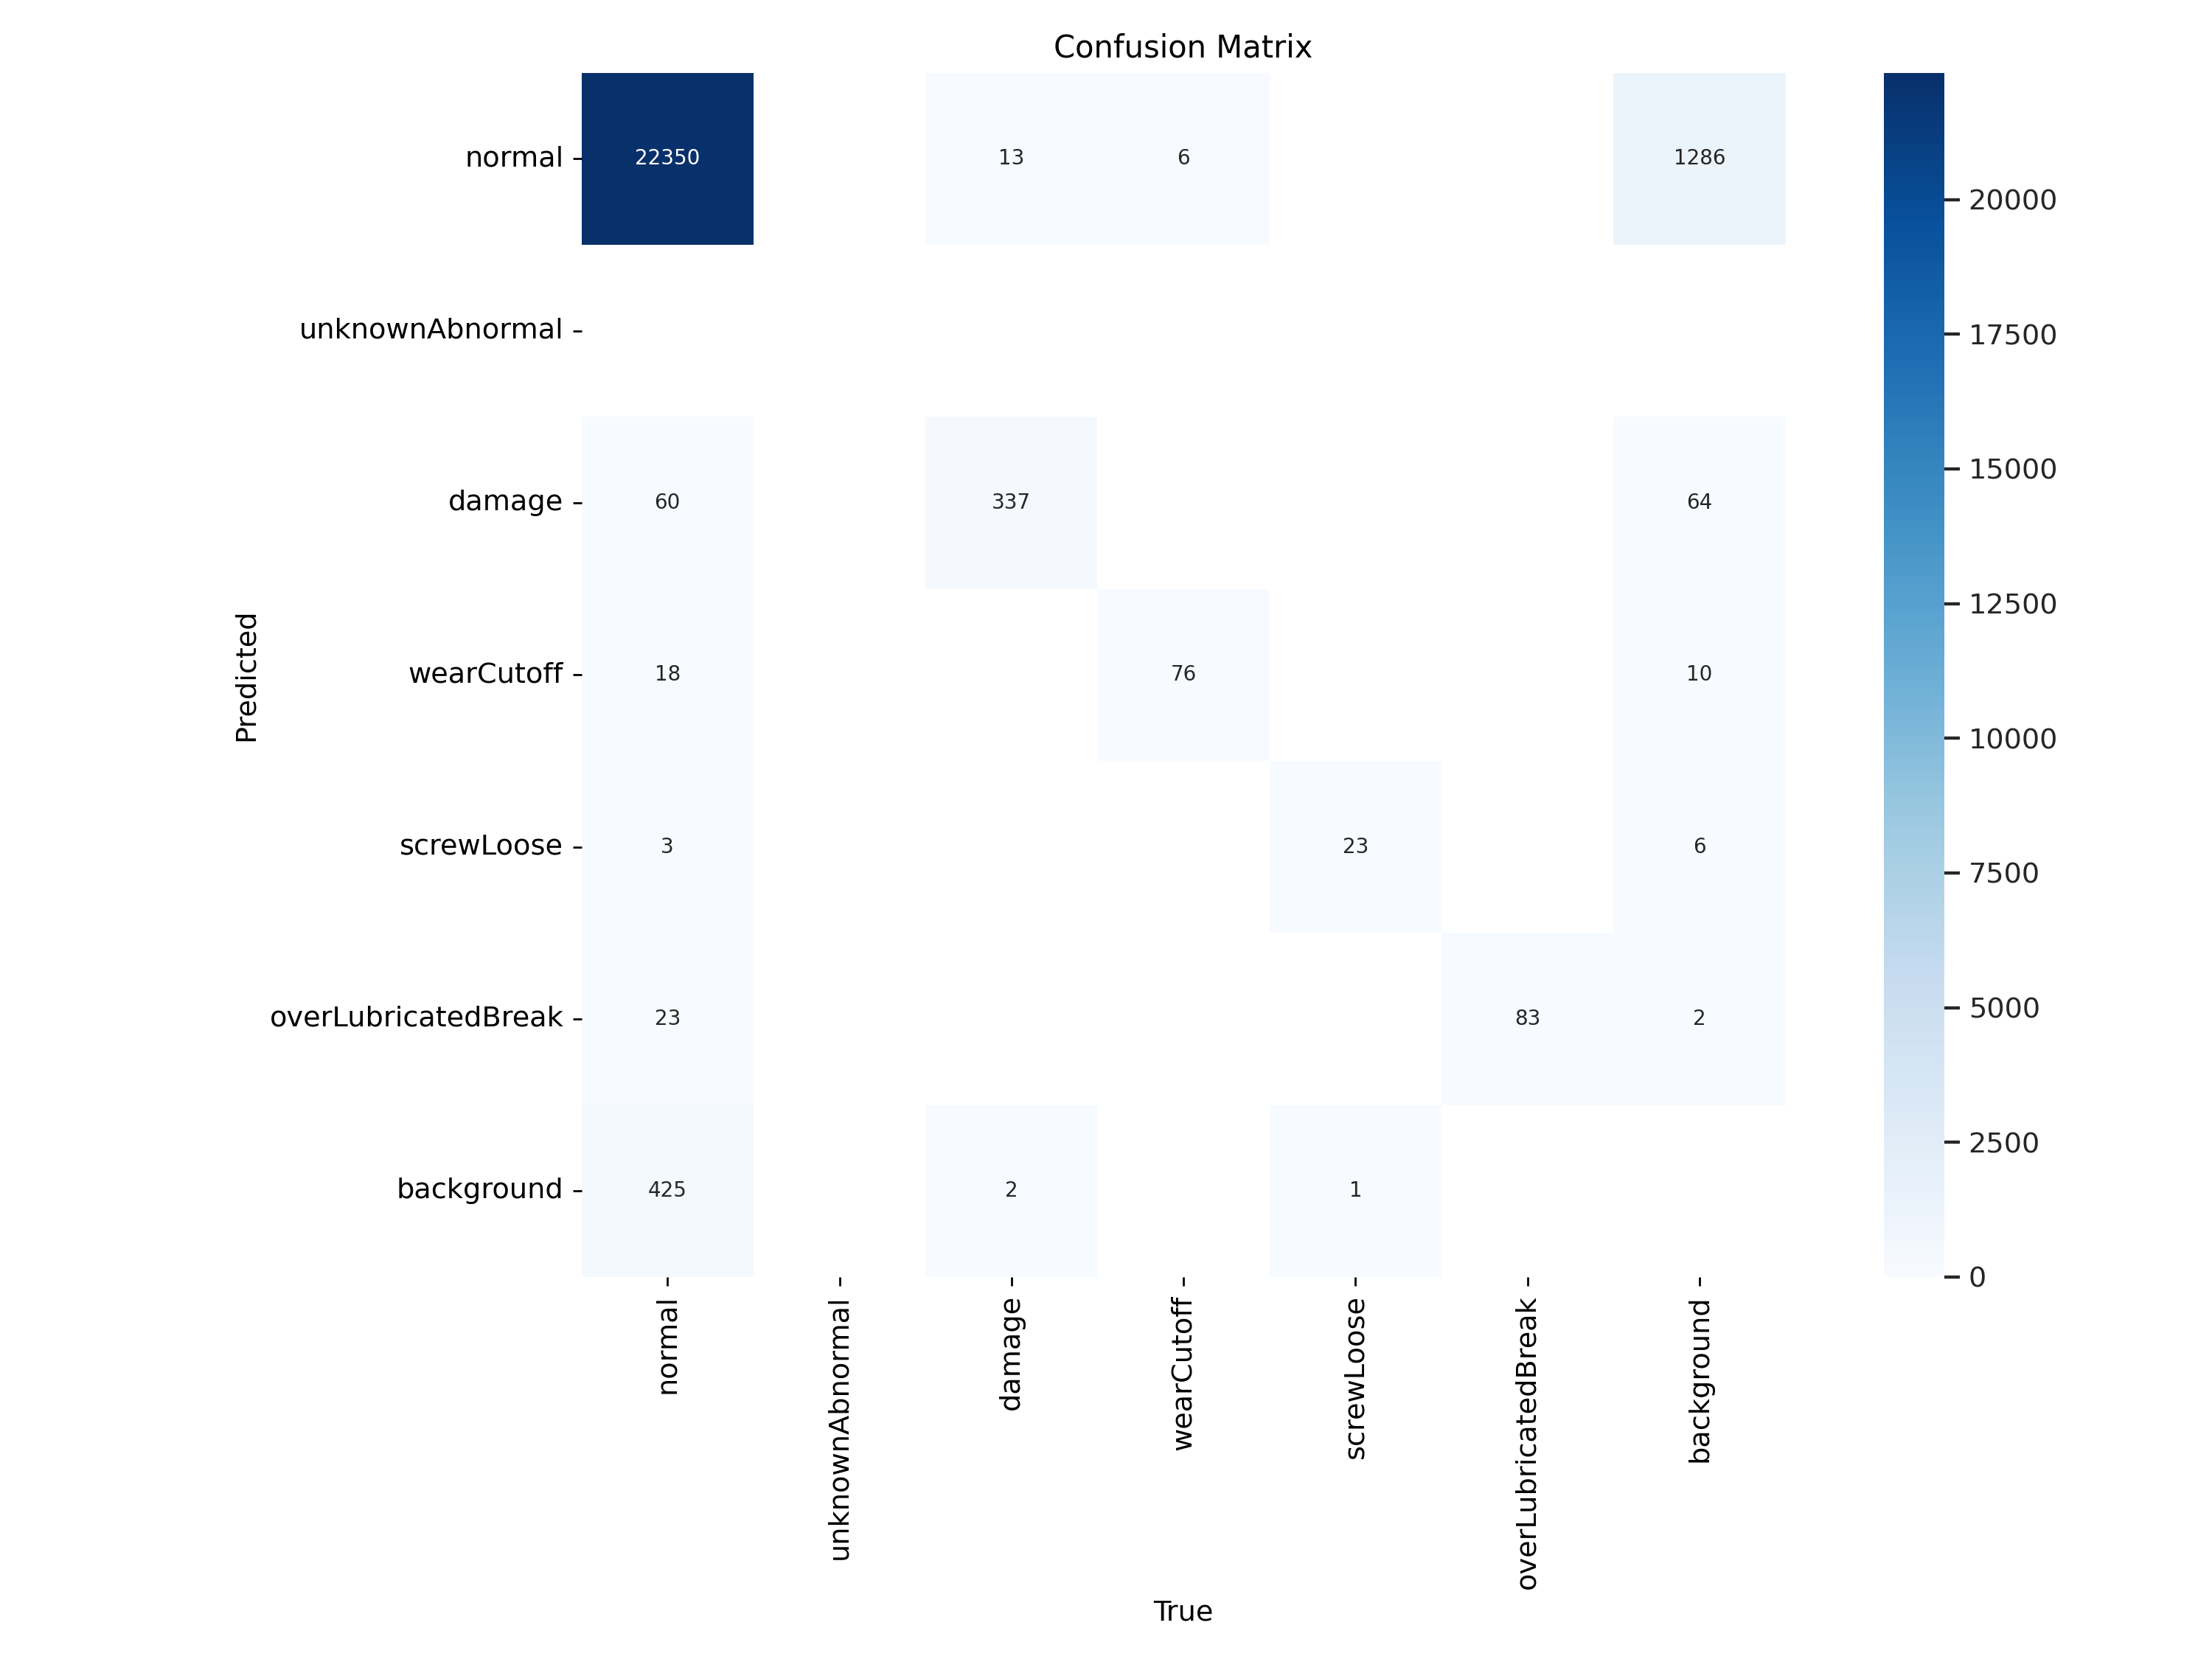 Confusion Matrix
normal
22350
13
6
1286
unknownAbnormal
damage
60
337
64
wearCutoff
18
76
10
screwLoose
3
23
6
overLubricatedBreak
23
83
2
background
425
2
1
Predicted
normal
unknownAbnormal
damage
wearCutoff
screwLoose
overLubricatedBreak
background
True
20000
17500
15000
12500
10000
7500
5000
2500
0